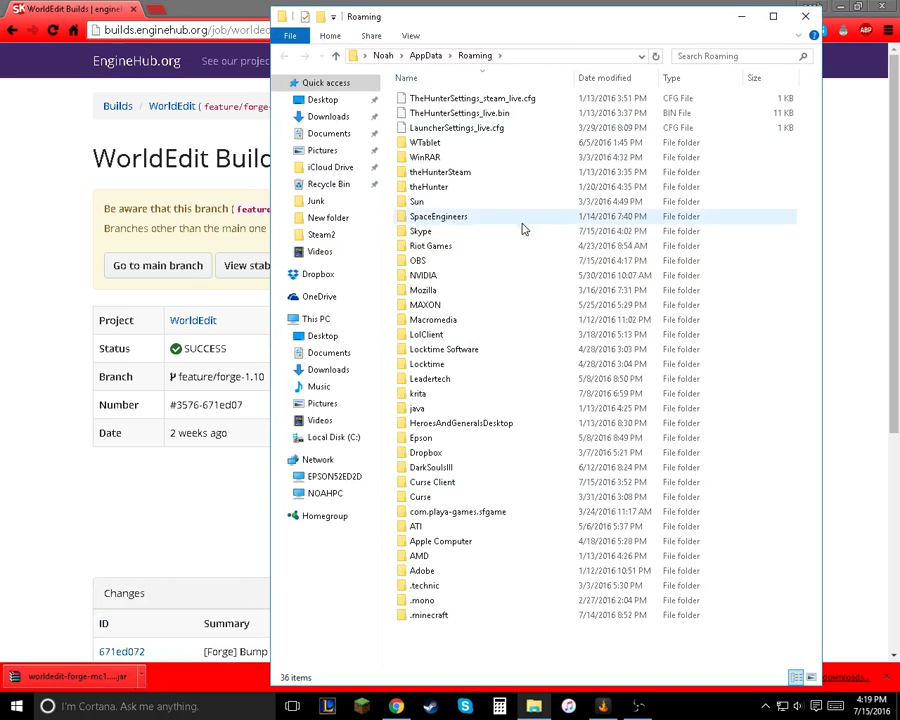 WorldEdit Builds | engineH
builds.enginehub.org/job/worlded
EngineHub.org See our projec
Builds WorldEdit ( feature/forge-
WorldEdit Build
Be aware that this branch ( featur
Branches other than the main one
Go to main branch View stab
Project WorldEdit
Status SUCCESS
Branch feature/forge-1.10
Number #3576-671ed07
Date 2 weeks ago
Changes
ID Summary
671ed072 [Forge] Bump
worldedit-forge-mc1....jar
downloads...
Roaming
File Home Share View
Noah > AppData > Roaming >
Search Roaming
Quick access
Desktop
Downloads
Documents
Pictures
iCloud Drive
Recycle Bin
Junk
New folder
Steam2
Videos
Dropbox
OneDrive
This PC
Desktop
Documents
Downloads
Music
Pictures
Videos
Local Disk (C:)
Network
EPSON52ED2D
NOAHPC
Homegroup
Name Date modified Type Size
TheHunterSettings_steam_live.cfg 1/13/2016 3:51 PM CFG File 1 KB
TheHunterSettings_live.bin 1/13/2016 3:37 PM BIN File 11 KB
LauncherSettings_live.cfg 3/29/2016 8:09 PM CFG File 1 KB
WTablet 6/5/2016 1:45 PM File folder
WinRAR 3/3/2016 4:32 PM File folder
theHunterSteam 1/13/2016 3:35 PM File folder
theHunter 1/20/2016 4:35 PM File folder
Sun 3/3/2016 4:49 PM File folder
SpaceEngineers 1/14/2016 7:40 PM File folder
Skype 7/15/2016 4:02 PM File folder
Riot Games 4/23/2016 8:54 AM File folder
OBS 7/15/2016 4:17 PM File folder
NVIDIA 5/30/2016 10:07 AM File folder
Mozilla 3/16/2016 7:31 PM File folder
MAXON 5/25/2016 5:29 PM File folder
Macromedia 1/12/2016 11:02 PM File folder
LolClient 3/18/2016 5:13 PM File folder
Locktime Software 4/28/2016 3:03 PM File folder
Locktime 4/28/2016 3:04 PM File folder
Leadertech 5/8/2016 8:50 PM File folder
krita 7/8/2016 6:59 PM File folder
java 1/13/2016 4:25 PM File folder
HeroesAndGeneralsDesktop 1/13/2016 8:30 PM File folder
Epson 5/8/2016 8:49 PM File folder
Dropbox 3/7/2016 5:21 PM File folder
DarkSoulsIII 6/12/2016 8:24 PM File folder
Curse Client 7/15/2016 3:52 PM File folder
Curse 3/31/2016 3:08 PM File folder
com.playa-games.sfgame 3/24/2016 11:17 AM File folder
ATI 5/6/2016 5:37 PM File folder
Apple Computer 4/18/2016 5:28 PM File folder
AMD 1/13/2016 4:26 PM File folder
Adobe 1/12/2016 10:51 PM File folder
.technic 3/3/2016 5:30 PM File folder
.mono 2/27/2016 2:04 PM File folder
.minecraft 7/14/2016 8:52 PM File folder
36 items
I'm Cortana. Ask me anything.
4:19 PM
7/15/2016